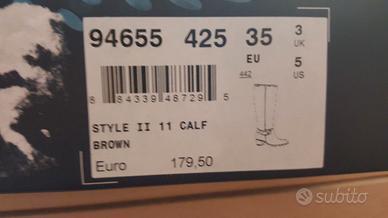 94655 425 35 3
UK
EU 5
US
442
8 84339 48729 5
STYLE II 11 CALF
BROWN
Euro 179,50
subito